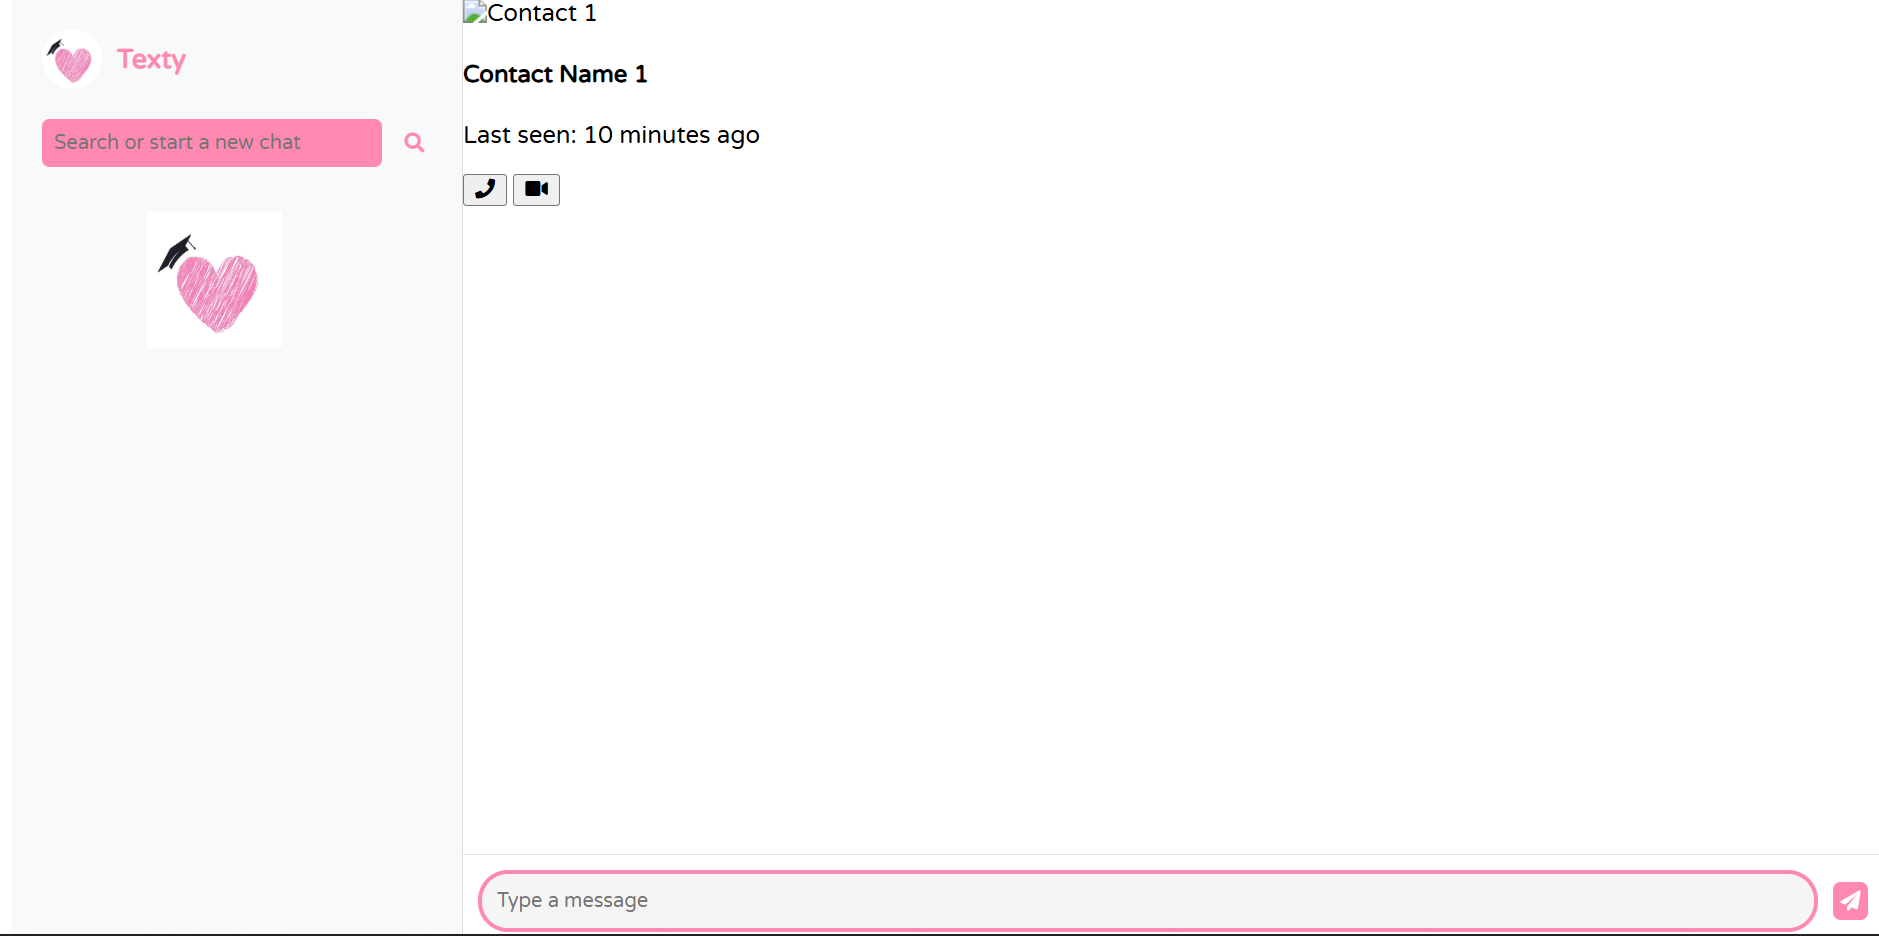 Texty
Search or start a new chat
Contact 1
Contact Name 1
Last seen: 10 minutes ago
Type a message